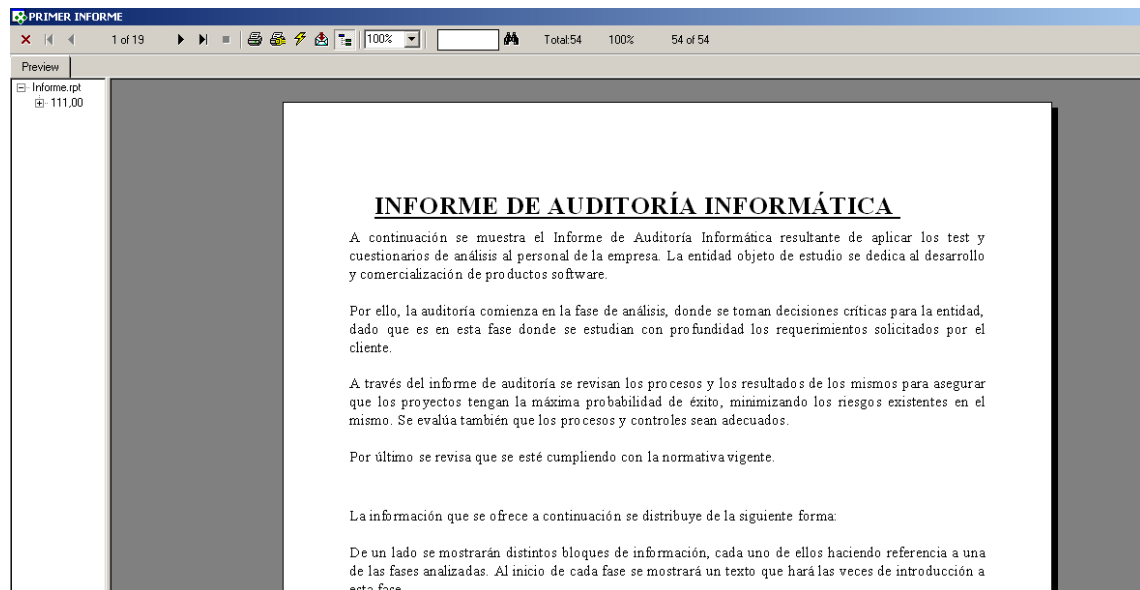 PRIMER INFORME
1 of 19 100% Total:54 100% 54 of 54
Preview
Informe.rpt
111,00
INFORME DE AUDITORÍA INFORMÁTICA
A continuación se muestra el Informe de Auditoría Informática resultante de aplicar los test y
cuestionarios de análisis al personal de la empresa. La entidad objeto de estudio se dedica al desarrollo
y comercialización de productos software.
Por ello, la auditoría comienza en la fase de análisis, donde se toman decisiones críticas para la entidad,
dado que es en esta fase donde se estudian con profundidad los requerimientos solicitados por el
cliente.
A través del informe de auditoría se revisan los procesos y los resultados de los mismos para asegurar
que los proyectos tengan la máxima probabilidad de éxito, minimizando los riesgos existentes en el
mismo. Se evalúa también que los procesos y controles sean adecuados.
Por último se revisa que se esté cumpliendo con la normativa vigente.
La información que se ofrece a continuación se distribuye de la siguiente forma:
De un lado se mostrarán distintos bloques de información, cada uno de ellos haciendo referencia a una
de las fases analizadas. Al inicio de cada fase se mostrará un texto que hará las veces de introducción a
esta fase